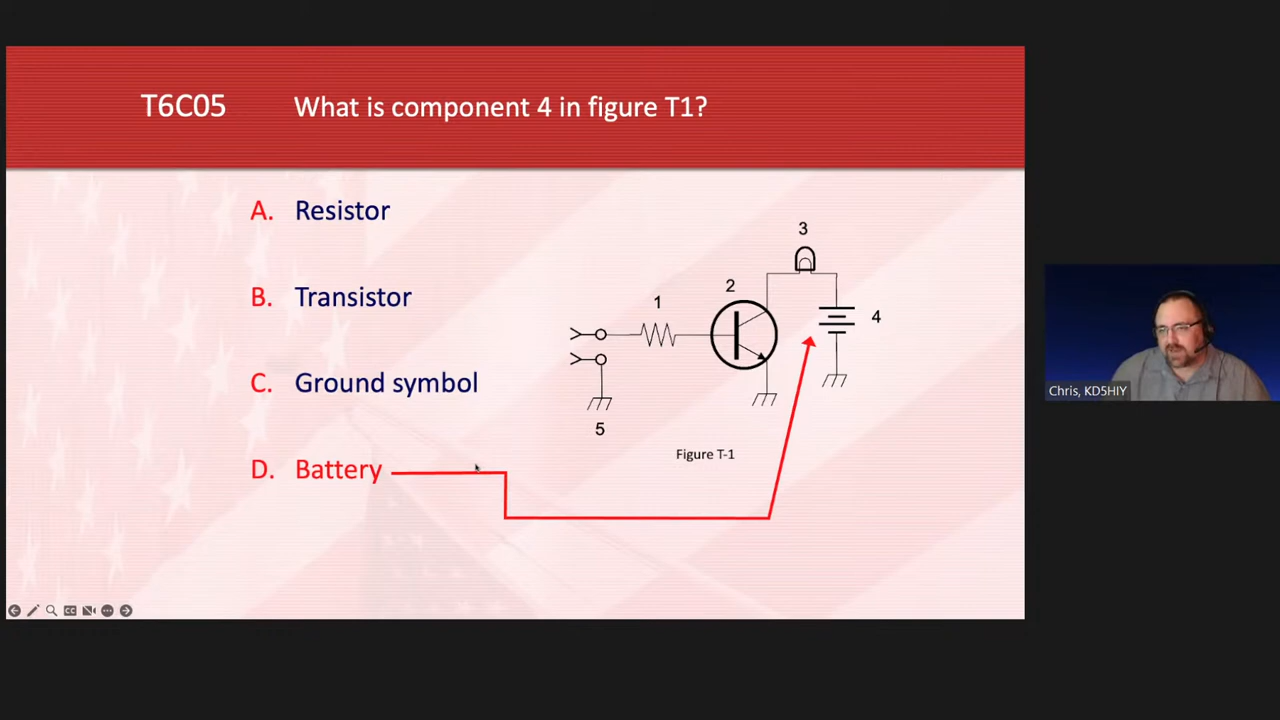 T6C05 What is component 4 in figure T1?
A. Resistor
B. Transistor
C. Ground symbol
D. Battery
3
2
1
4
5
Figure T-1
Chris, KD5HIY
CC